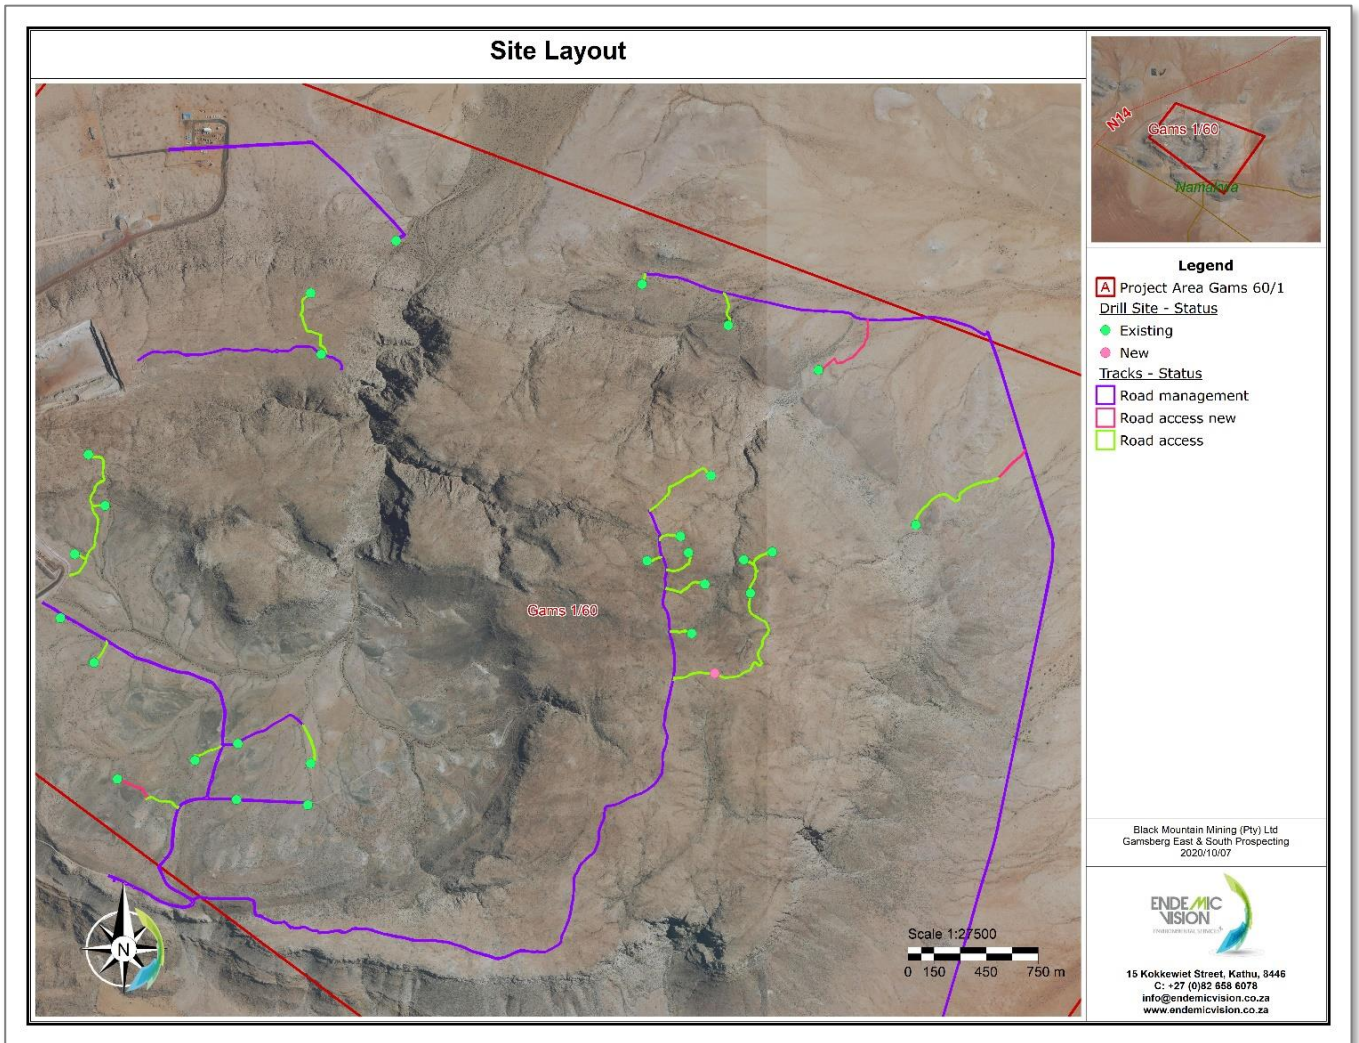 Site Layout
N14
Gams 1/60
Namakwa
Legend
A Project Area Gams 60/1
Drill Site - Status
Existing
New
Tracks - Status
Road management
Road access new
Road access
Gams 1/60
N
Scale 1:27500
0 150 450 750 m
Black Mountain Mining (Pty) Ltd
Gamsberg East & South Prospecting
2020/10/07
ENDEMIC
VISION
ENVIRONMENTAL SERVICES
15 Kokkewiet Street, Kathu, 8446
C: +27 (0)82 658 6078
info@endemicvision.co.za
www.endemicvision.co.za